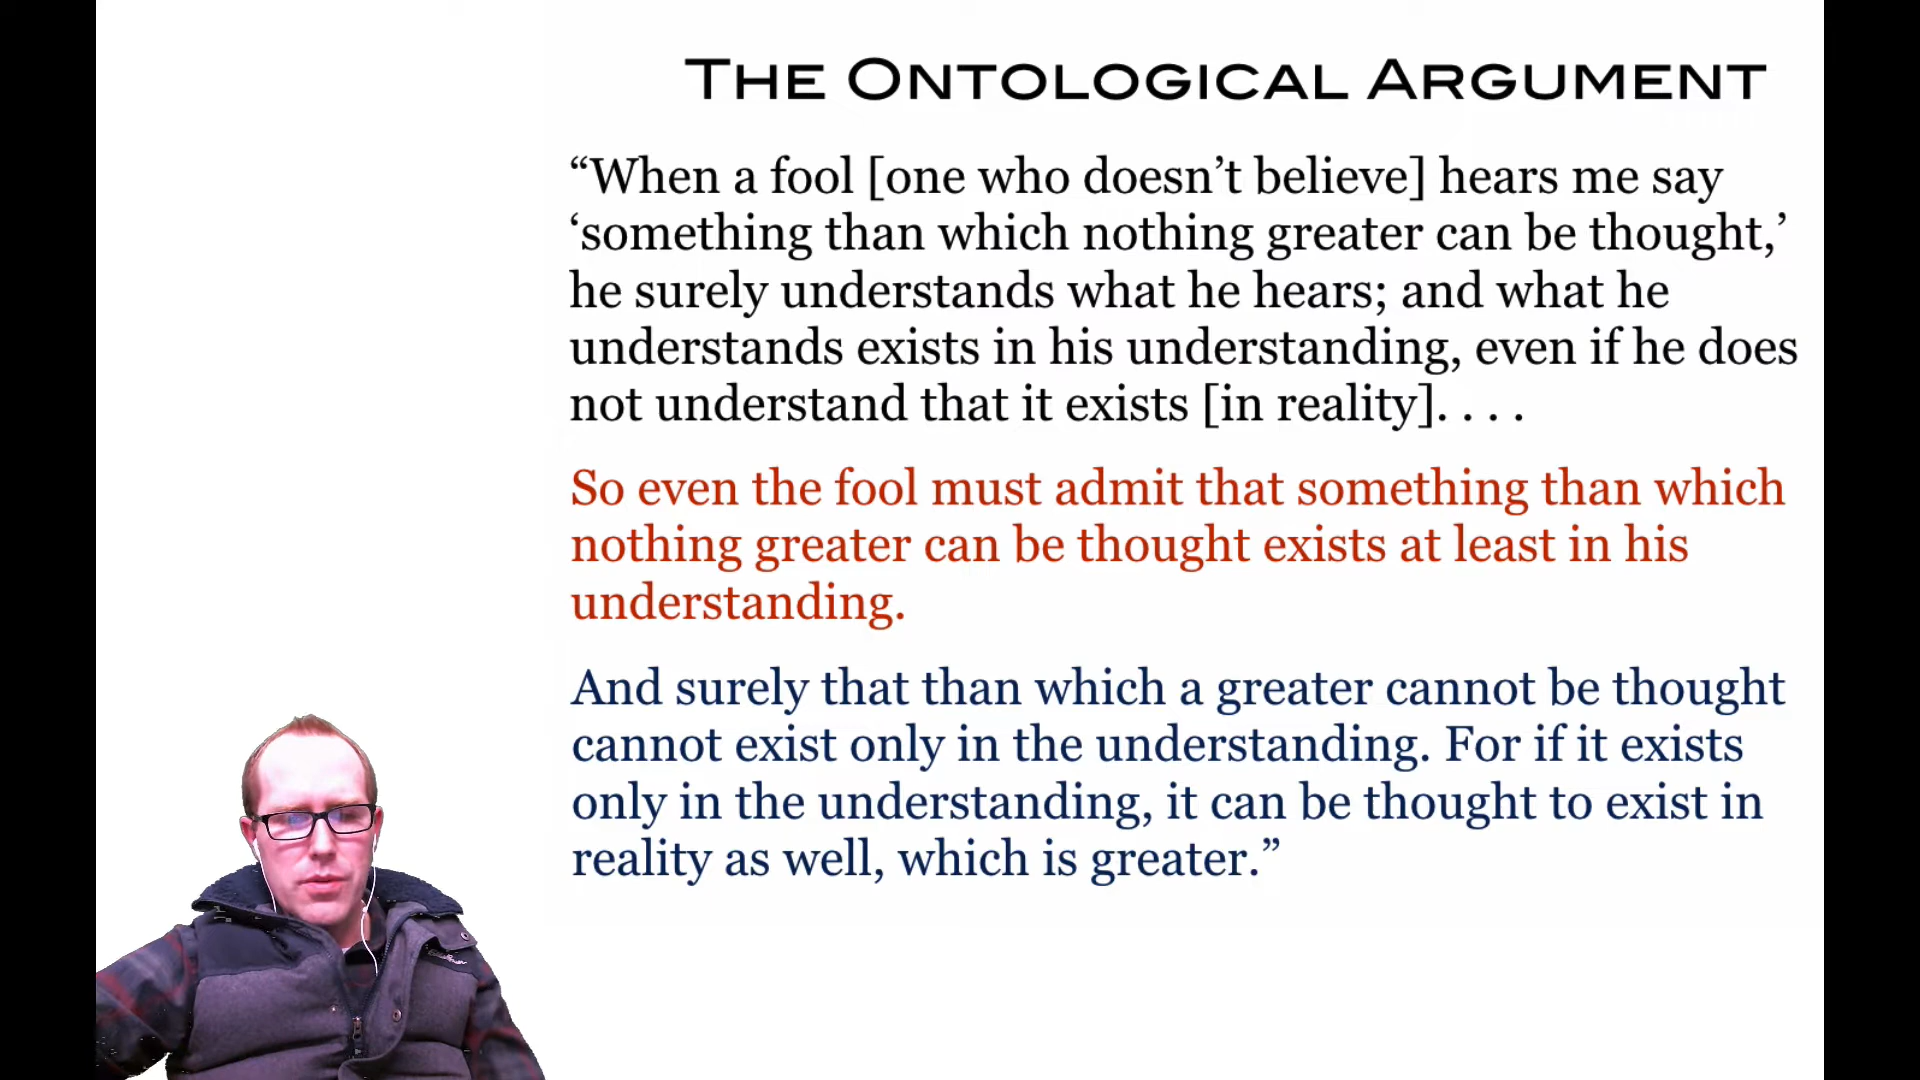 THE ONTOLOGICAL ARGUMENT
“When a fool [one who doesn’t believe] hears me say
‘something than which nothing greater can be thought,’
he surely understands what he hears; and what he
understands exists in his understanding, even if he does
not understand that it exists [in reality]. . . .
So even the fool must admit that something than which
nothing greater can be thought exists at least in his
understanding.
And surely that than which a greater cannot be thought
cannot exist only in the understanding. For if it exists
only in the understanding, it can be thought to exist in
reality as well, which is greater.”